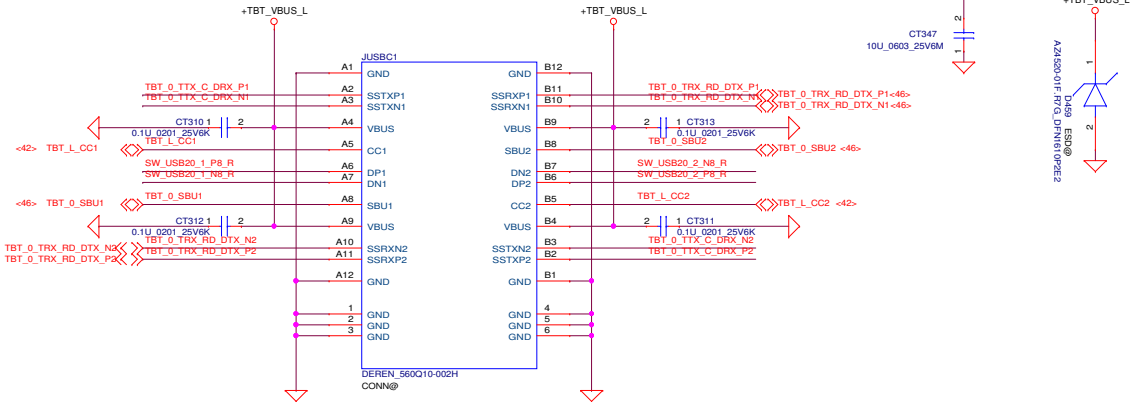 +TBT_VBUS_L
+TBT_VBUS_L
+TBT_VBUS_L
JUSBC1
CT347
10U_0603_25V6M
2
1
AZ4520-01F.R7G_DFN1610P2E2
D459
ESD@
1
2
A1 GND GND B12
TBT_0_TTX_C_DRX_P1 A2 SSTXP1 SSRXP1 B11 TBT_0_TRX_RD_DTX_P1 TBT_0_TRX_RD_DTX_P1<46>
TBT_0_TTX_C_DRX_N1 A3 SSTXN1 SSRXN1 B10 TBT_0_TRX_RD_DTX_N1 TBT_0_TRX_RD_DTX_N1<46>
CT310 1 2 A4 VBUS VBUS B9 2 1 CT313
0.1U_0201_25V6K 0.1U_0201_25V6K
<42> TBT_L_CC1 TBT_L_CC1 A5 CC1 SBU2 B8 TBT_0_SBU2 TBT_0_SBU2 <46>
SW_USB20_1_P8_R A6 DP1 DN2 B7 SW_USB20_2_N8_R
SW_USB20_1_N8_R A7 DN1 DP2 B6 SW_USB20_2_P8_R
<46> TBT_0_SBU1 TBT_0_SBU1 A8 SBU1 CC2 B5 TBT_L_CC2 TBT_L_CC2 <42>
CT312 1 2 A9 VBUS VBUS B4 2 1 CT311
0.1U_0201_25V6K 0.1U_0201_25V6K
TBT_0_TRX_RD_DTX_N2 TBT_0_TRX_RD_DTX_N2 A10 SSRXN2 SSTXN2 B3 TBT_0_TTX_C_DRX_N2
TBT_0_TRX_RD_DTX_P2 TBT_0_TRX_RD_DTX_P2 A11 SSRXP2 SSTXP2 B2 TBT_0_TTX_C_DRX_P2
A12 GND GND B1
1 GND GND 4
2 GND GND 5
3 GND GND 6
DEREN_560Q10-002H
CONN@